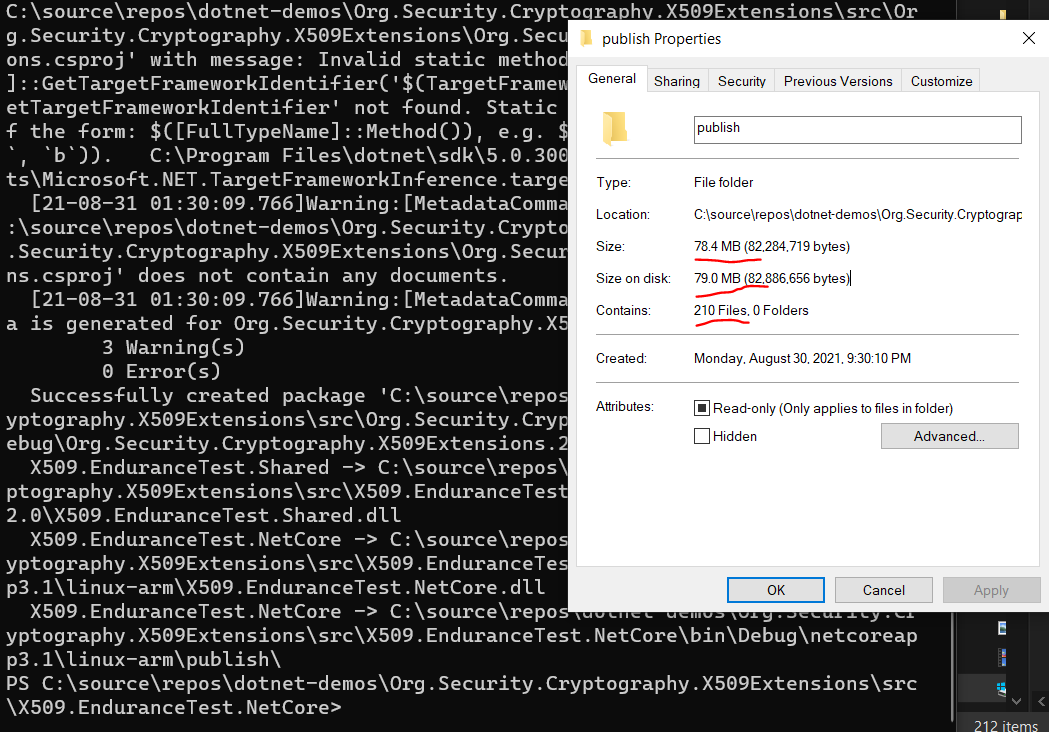 C:\source\repos\dotnet-demos\Org.Security.Cryptography.X509Extensions\src\Or
g.Security.Cryptography.X509Extensions\Org.Secu
ons.csproj' with message: Invalid static method
]::GetTargetFrameworkIdentifier('$(TargetFramew
etTargetFrameworkIdentifier' not found. Static
f the form: $([FullTypeName]::Method()), e.g. $
`, `b`)).   C:\Program Files\dotnet\sdk\5.0.300
ts\Microsoft.NET.TargetFrameworkInference.targe
[21-08-31 01:30:09.766]Warning:[MetadataComma
:\source\repos\dotnet-demos\Org.Security.Crypto
.Security.Cryptography.X509Extensions\Org.Secur
ns.csproj' does not contain any documents.
[21-08-31 01:30:09.766]Warning:[MetadataComma
a is generated for Org.Security.Cryptography.X5
3 Warning(s)
0 Error(s)
Successfully created package 'C:\source\repos
yptography.X509Extensions\src\Org.Security.Cryp
ebug\Org.Security.Cryptography.X509Extensions.2
X509.EnduranceTest.Shared -> C:\source\repos\
ptography.X509Extensions\src\X509.EnduranceTest
2.0\X509.EnduranceTest.Shared.dll
X509.EnduranceTest.NetCore -> C:\source\repos
yptography.X509Extensions\src\X509.EnduranceTes
p3.1\linux-arm\X509.EnduranceTest.NetCore.dll
X509.EnduranceTest.NetCore -> C:\source\repos\dotnet-demos\Org.Security.Cr
yptography.X509Extensions\src\X509.EnduranceTest.NetCore\bin\Debug\netcoreap
p3.1\linux-arm\publish\
PS C:\source\repos\dotnet-demos\Org.Security.Cryptography.X509Extensions\src
\X509.EnduranceTest.NetCore>
publish Properties
General Sharing Security Previous Versions Customize
publish
Type: File folder
Location: C:\source\repos\dotnet-demos\Org.Security.Cryptograp
Size: 78.4 MB (82,284,719 bytes)
Size on disk: 79.0 MB (82,886,656 bytes)
Contains: 210 Files, 0 Folders
Created: Monday, August 30, 2021, 9:30:10 PM
Attributes: Read-only (Only applies to files in folder)
Hidden Advanced...
OK Cancel Apply
212 items